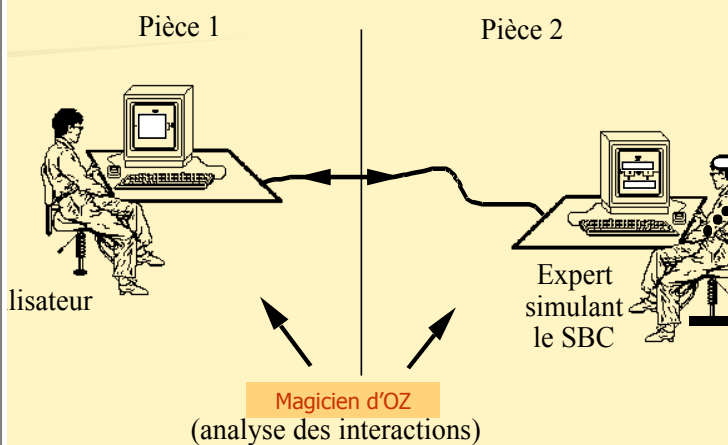 Pièce 1
Pièce 2
lisateur
Expert
simulant
le SBC
Magicien d'OZ
(analyse des interactions)